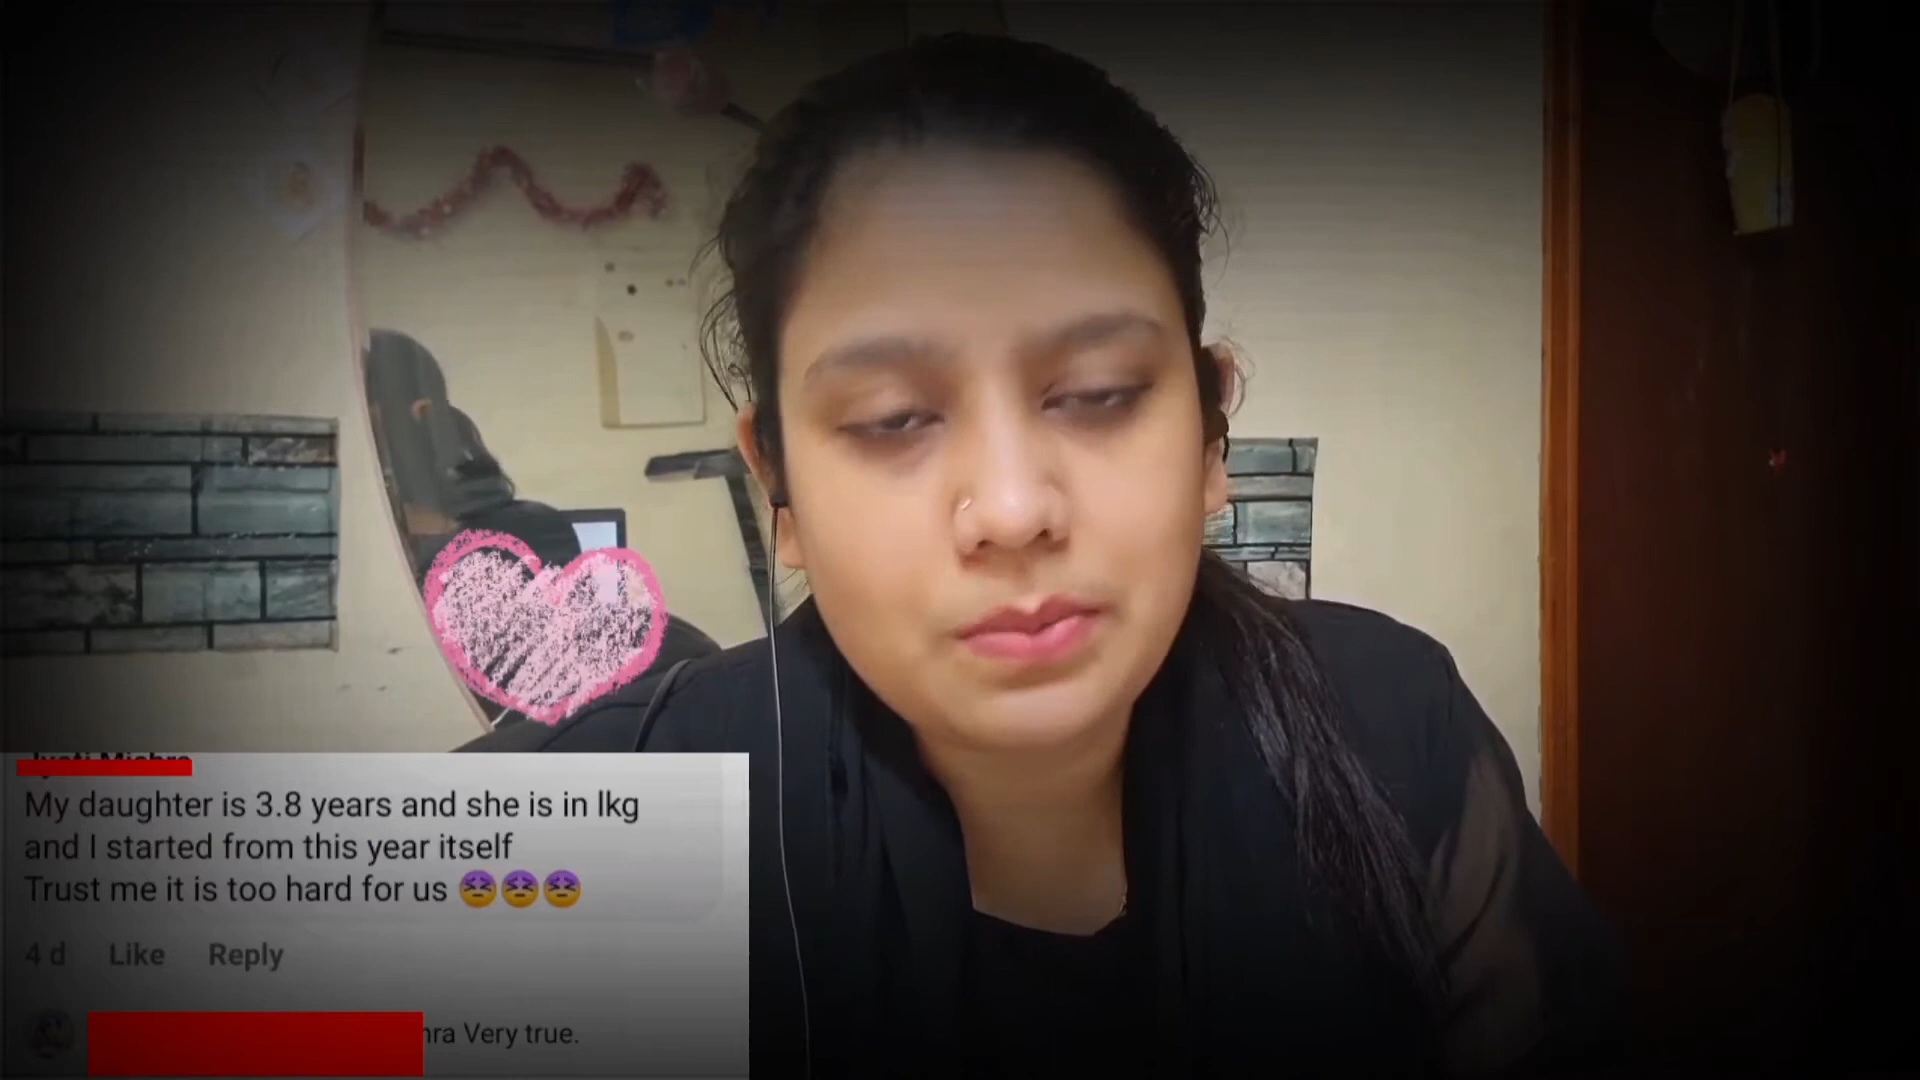 My daughter is 3.8 years and she is in lkg
and I started from this year itself
Trust me it is too hard for us 😣😣😣
4 d Like Reply
Very true.